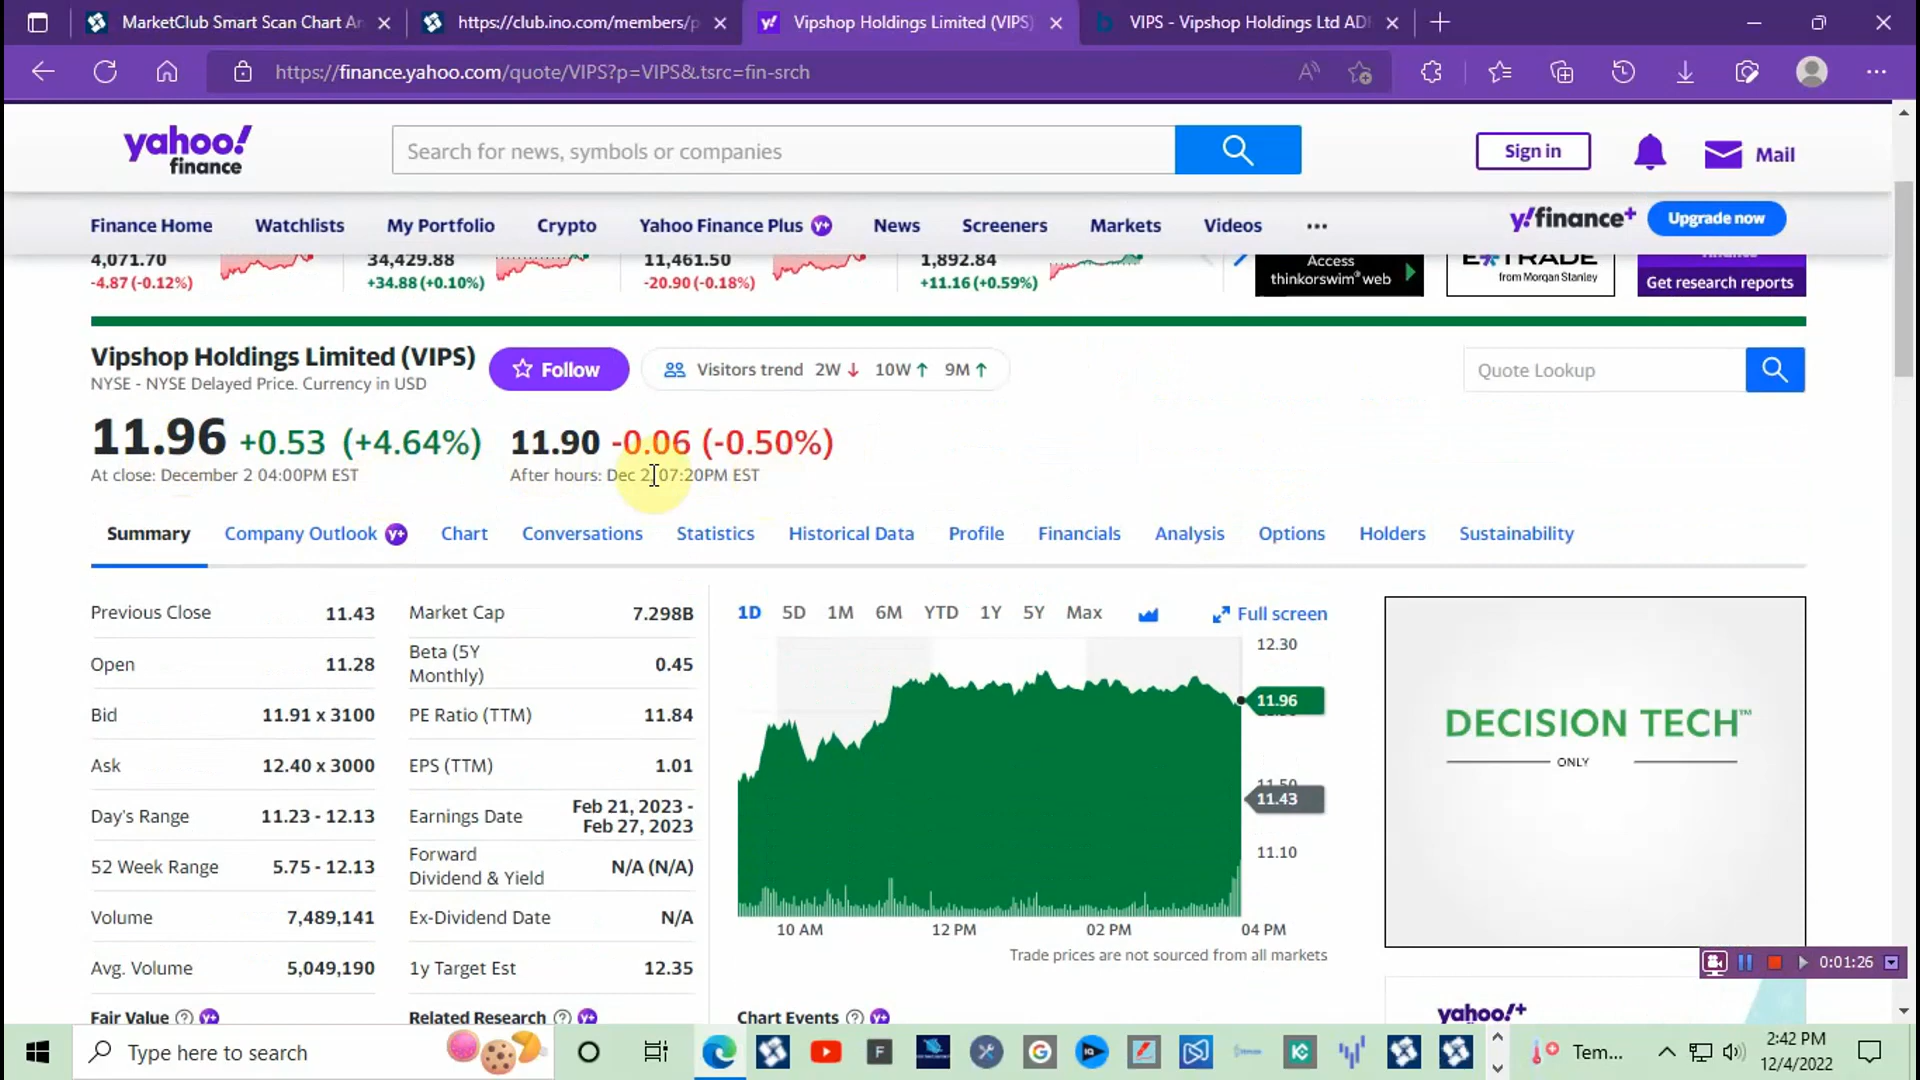 MarketClub Smart Scan Chart An
https://club.ino.com/members/p
Vipshop Holdings Limited (VIPS)
VIPS - Vipshop Holdings Ltd ADR
https://finance.yahoo.com/quote/VIPS?p=VIPS&.tsrc=fin-srch
yahoo!
finance
Search for news, symbols or companies
Sign in
Mail
Finance Home
Watchlists
My Portfolio
Crypto
Yahoo Finance Plus
News
Screeners
Markets
Videos
y!finance+
Upgrade now
4,071.70
-4.87 (-0.12%)
34,429.88
+34.88 (+0.10%)
11,461.50
-20.90 (-0.18%)
1,892.84
+11.16 (+0.59%)
Access
thinkorswim® web
E*TRADE
from Morgan Stanley
Get research reports
Vipshop Holdings Limited (VIPS)
NYSE - NYSE Delayed Price. Currency in USD
Follow
Visitors trend 2W↓ 10W↑ 9M↑
Quote Lookup
11.96 +0.53 (+4.64%)
At close: December 2 04:00PM EST
11.90 -0.06 (-0.50%)
After hours: Dec 2, 07:20PM EST
Summary
Company Outlook
Chart
Conversations
Statistics
Historical Data
Profile
Financials
Analysis
Options
Holders
Sustainability
Previous Close 11.43
Open 11.28
Bid 11.91 x 3100
Ask 12.40 x 3000
Day's Range 11.23 - 12.13
52 Week Range 5.75 - 12.13
Volume 7,489,141
Avg. Volume 5,049,190
Market Cap 7.298B
Beta (5Y
Monthly) 0.45
PE Ratio (TTM) 11.84
EPS (TTM) 1.01
Earnings Date Feb 21, 2023 -
Feb 27, 2023
Forward
Dividend & Yield N/A (N/A)
Ex-Dividend Date N/A
1y Target Est 12.35
1D 5D 1M 6M YTD 1Y 5Y Max
Full screen
12.30
11.96
11.50
11.43
11.10
10 AM 12 PM 02 PM 04 PM
Trade prices are not sourced from all markets
DECISION TECH™
ONLY
0:01:26
Fair Value
Related Research
Chart Events
yahoo!+
Type here to search
Tem...
2:42 PM
12/4/2022